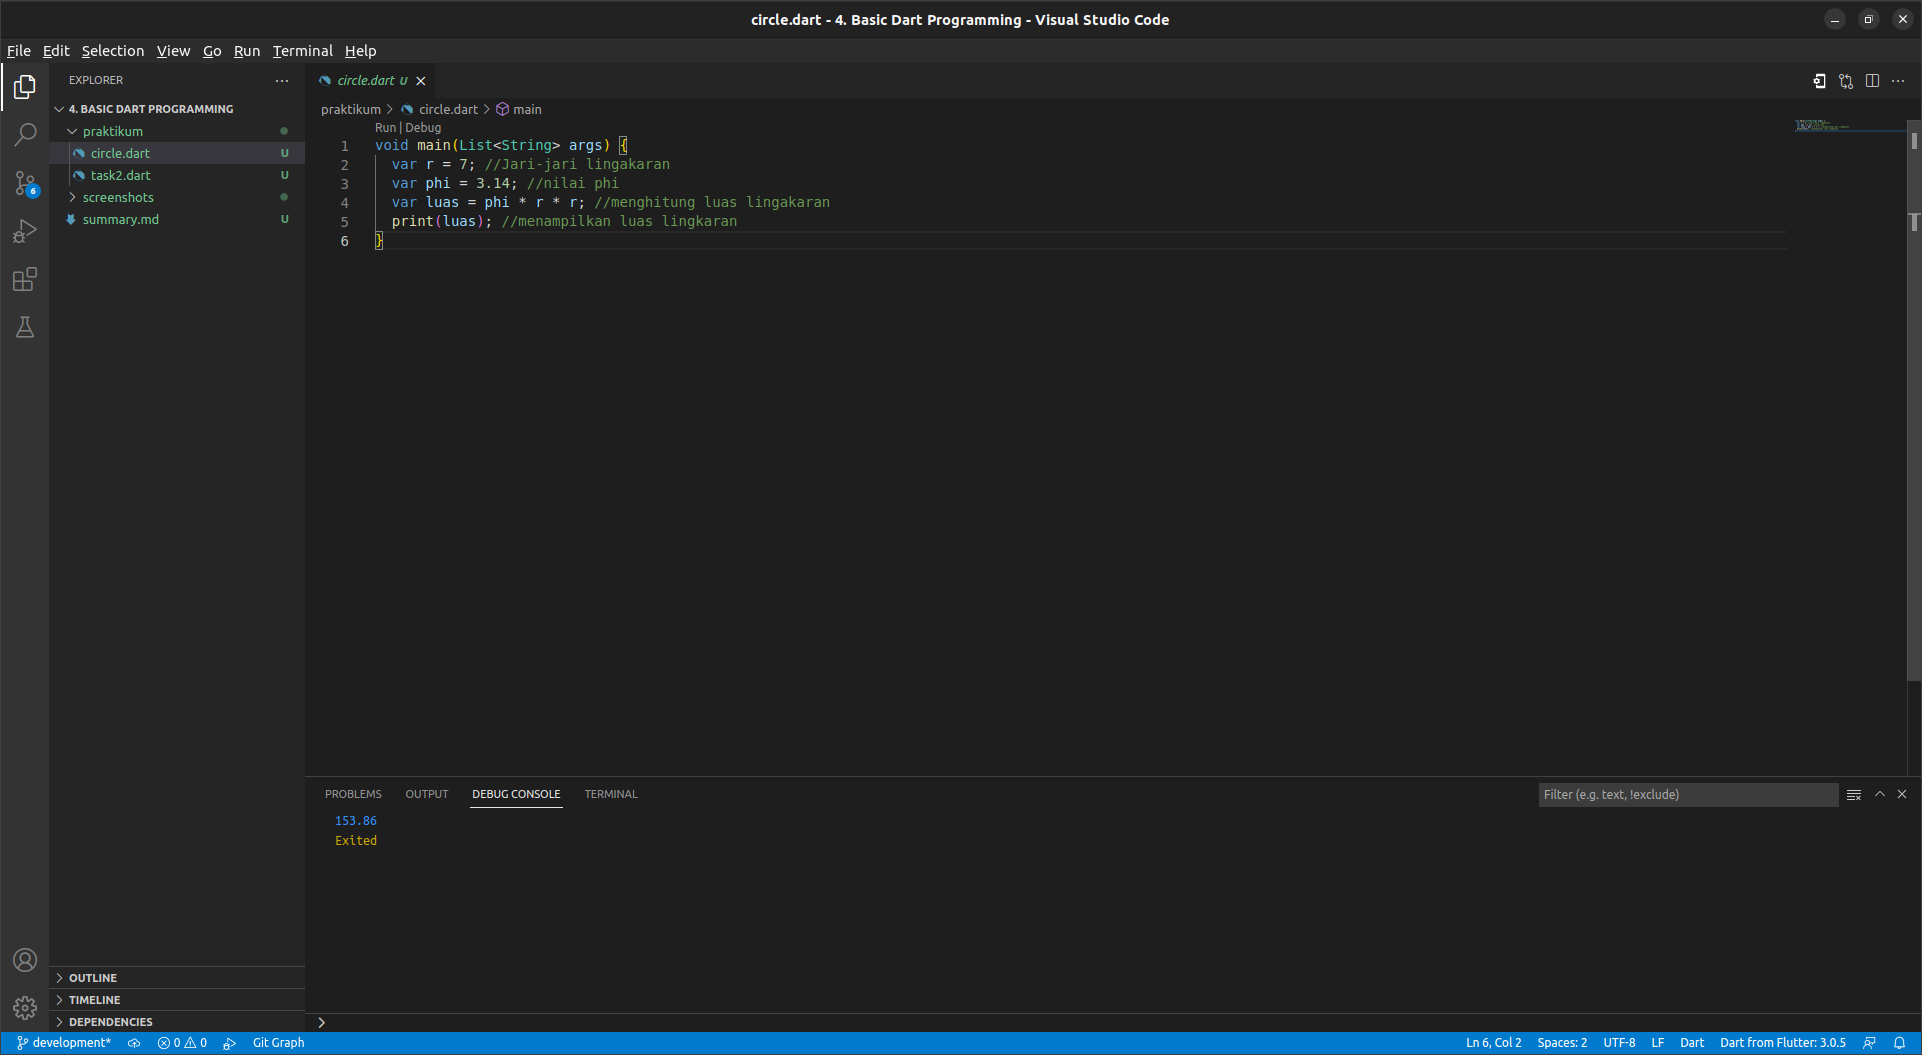 circle.dart - 4. Basic Dart Programming - Visual Studio Code
File Edit Selection View Go Run Terminal Help
EXPLORER
4. BASIC DART PROGRAMMING
praktikum
circle.dart U
task2.dart U
screenshots
summary.md U
OUTLINE
TIMELINE
DEPENDENCIES
6
circle.dart U
praktikum > circle.dart > main
Run | Debug
1 void main(List<String> args) {
2 var r = 7; //Jari-jari lingakaran
3 var phi = 3.14; //nilai phi
4 var luas = phi * r * r; //menghitung luas lingakaran
5 print(luas); //menampilkan luas lingkaran
6 }
PROBLEMS OUTPUT DEBUG CONSOLE TERMINAL
Filter (e.g. text, !exclude)
153.86
Exited
development* 0 0 Git Graph
Ln 6, Col 2 Spaces: 2 UTF-8 LF Dart Dart from Flutter: 3.0.5